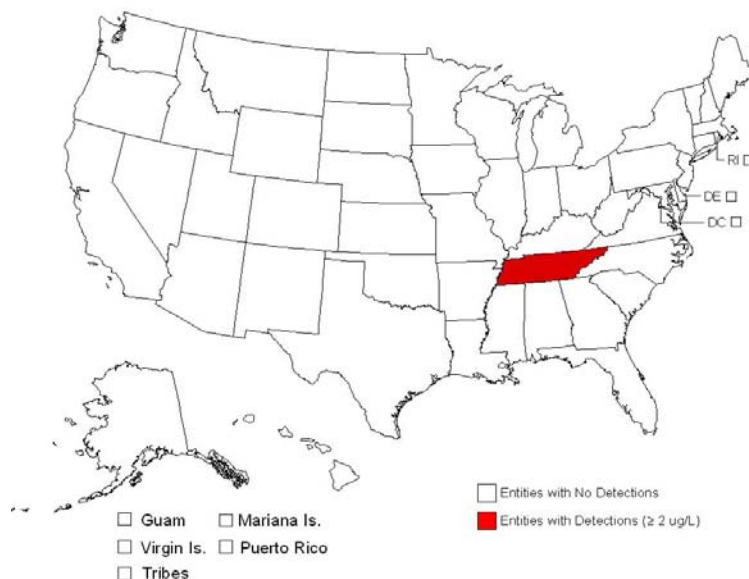 RI
DE
DC
Entities with No Detections
Entities with Detections (≥ 2 ug/L)
Guam Mariana Is.
Virgin Is. Puerto Rico
Tribes